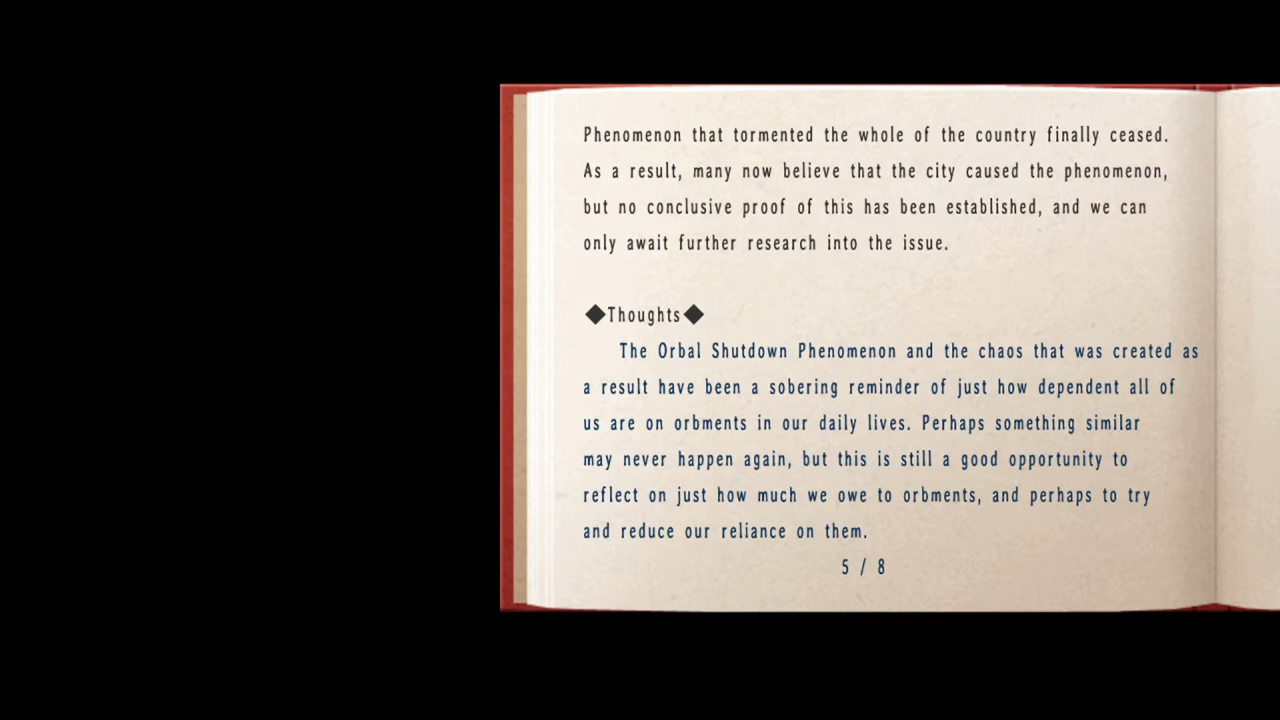 Phenomenon that tormented the whole of the country finally ceased.
As a result, many now believe that the city caused the phenomenon,
but no conclusive proof of this has been established, and we can
only await further research into the issue.
◆Thoughts◆
The Orbal Shutdown Phenomenon and the chaos that was created as
a result have been a sobering reminder of just how dependent all of
us are on orbments in our daily lives. Perhaps something similar
may never happen again, but this is still a good opportunity to
reflect on just how much we owe to orbments, and perhaps to try
and reduce our reliance on them.
5 / 8